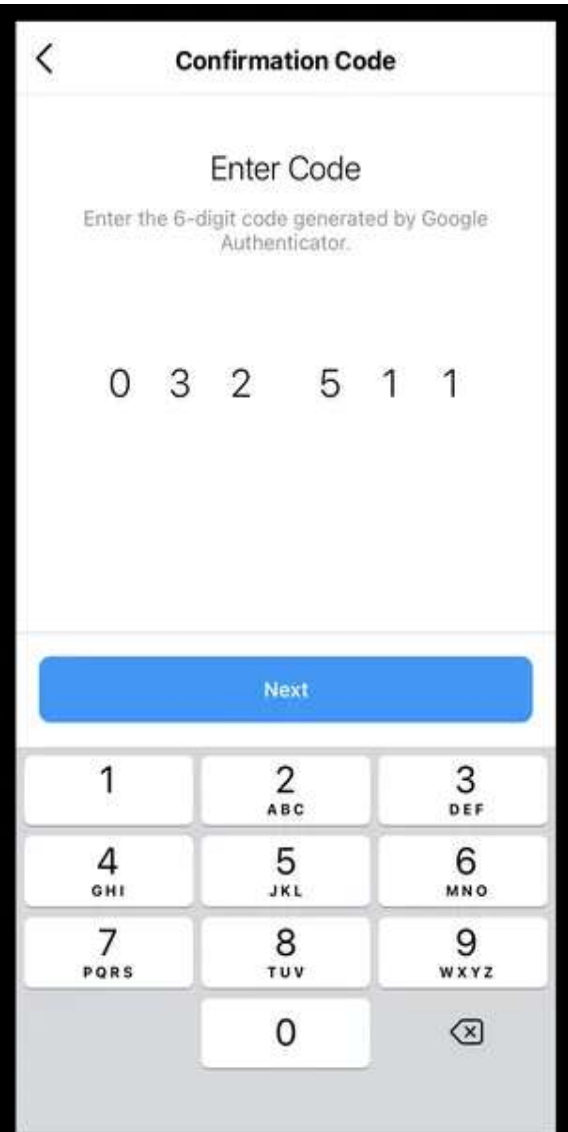 Confirmation Code
Enter Code
Enter the 6-digit code generated by Google
Authenticator.
0 3 2 5 1 1
Next
1 2 3
ABC DEF
4 5 6
GHI JKL MNO
7 8 9
PQRS TUV WXYZ
0